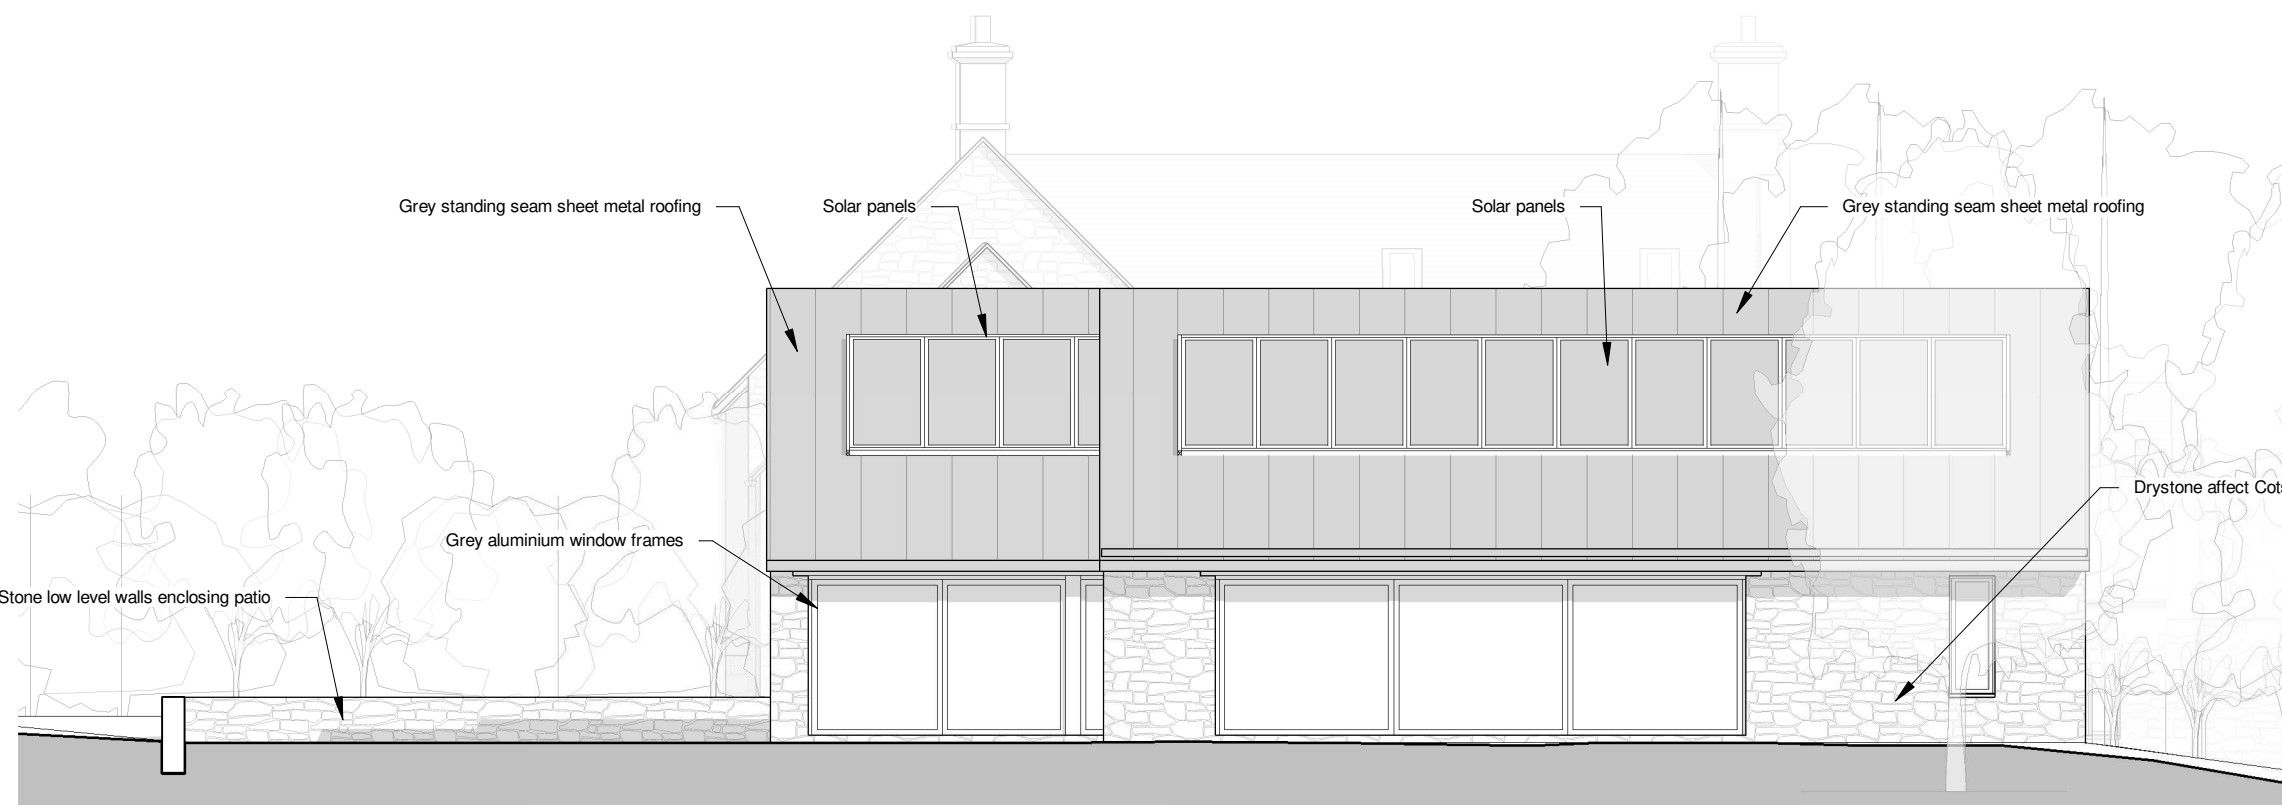 Grey standing seam sheet metal roofing
Solar panels
Solar panels
Grey standing seam sheet metal roofing
Drystone affect
Grey aluminium window frames
Stone low level walls enclosing patio